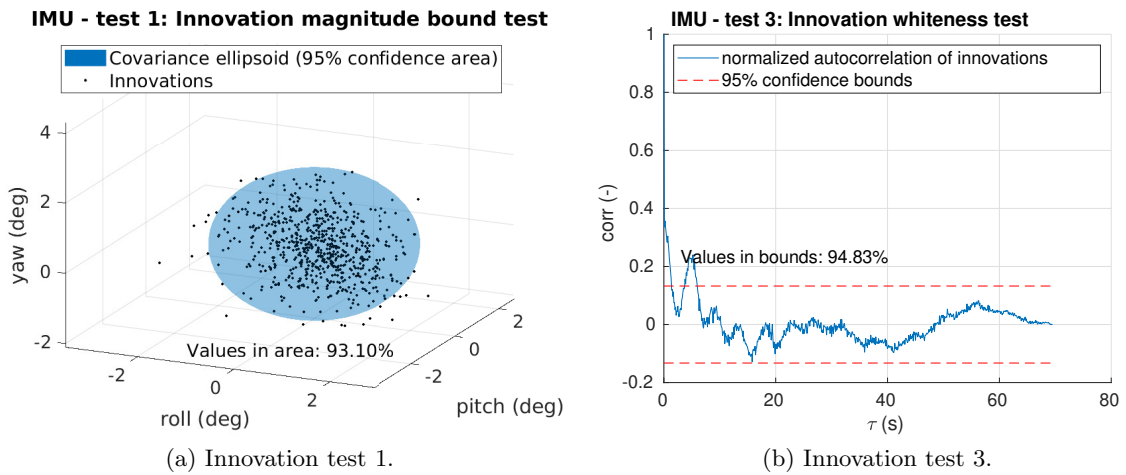 IMU - test 1: Innovation magnitude bound test
Covariance ellipsoid (95% confidence area)
Innovations
4
2
0
-2
yaw (deg)
Values in area: 93.10%
-2
0
2
roll (deg)
-2
0
2
pitch (deg)
(a) Innovation test 1.
IMU - test 3: Innovation whiteness test
normalized autocorrelation of innovations
95% confidence bounds
1
0.8
0.6
0.4
0.2
0
-0.2
corr (-)
Values in bounds: 94.83%
0
20
40
60
80
τ (s)
(b) Innovation test 3.